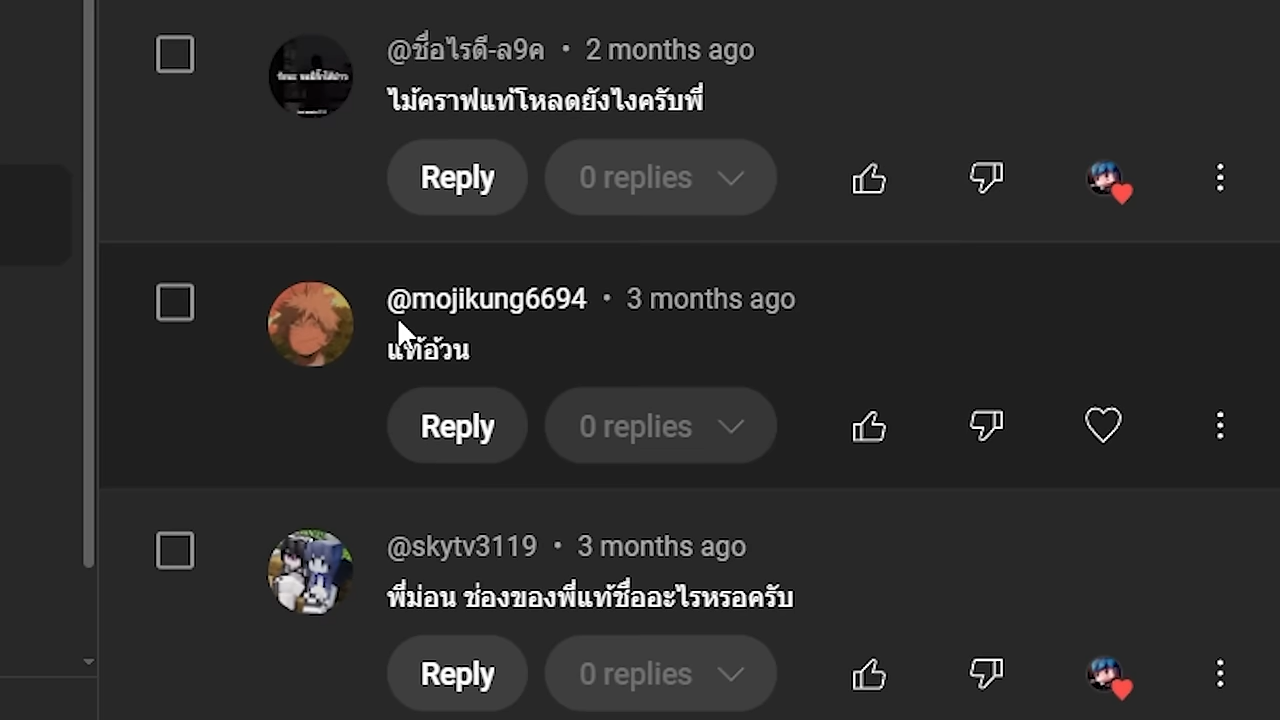 @ชื่อไรดี-ล9ค • 2 months ago
ไม้คราฟแท้โหลดยังไงครับพี่
Reply 0 replies
@mojikung6694 • 3 months ago
แท้อ้วน
Reply 0 replies
@skytv3119 • 3 months ago
พี่ม่อน ช่องของพี่แท้ชื่ออะไรหรอครับ
Reply 0 replies